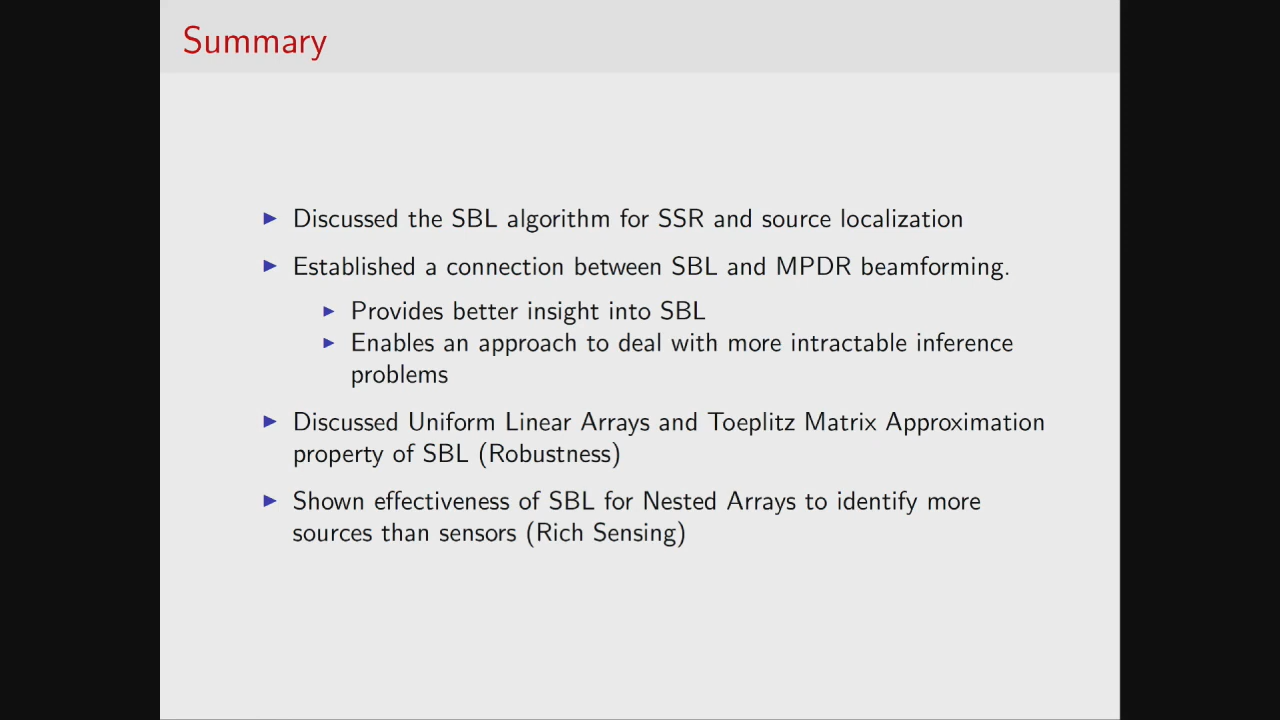 Summary
Discussed the SBL algorithm for SSR and source localization
Established a connection between SBL and MPDR beamforming.
Provides better insight into SBL
Enables an approach to deal with more intractable inference
problems
Discussed Uniform Linear Arrays and Toeplitz Matrix Approximation
property of SBL (Robustness)
Shown effectiveness of SBL for Nested Arrays to identify more
sources than sensors (Rich Sensing)